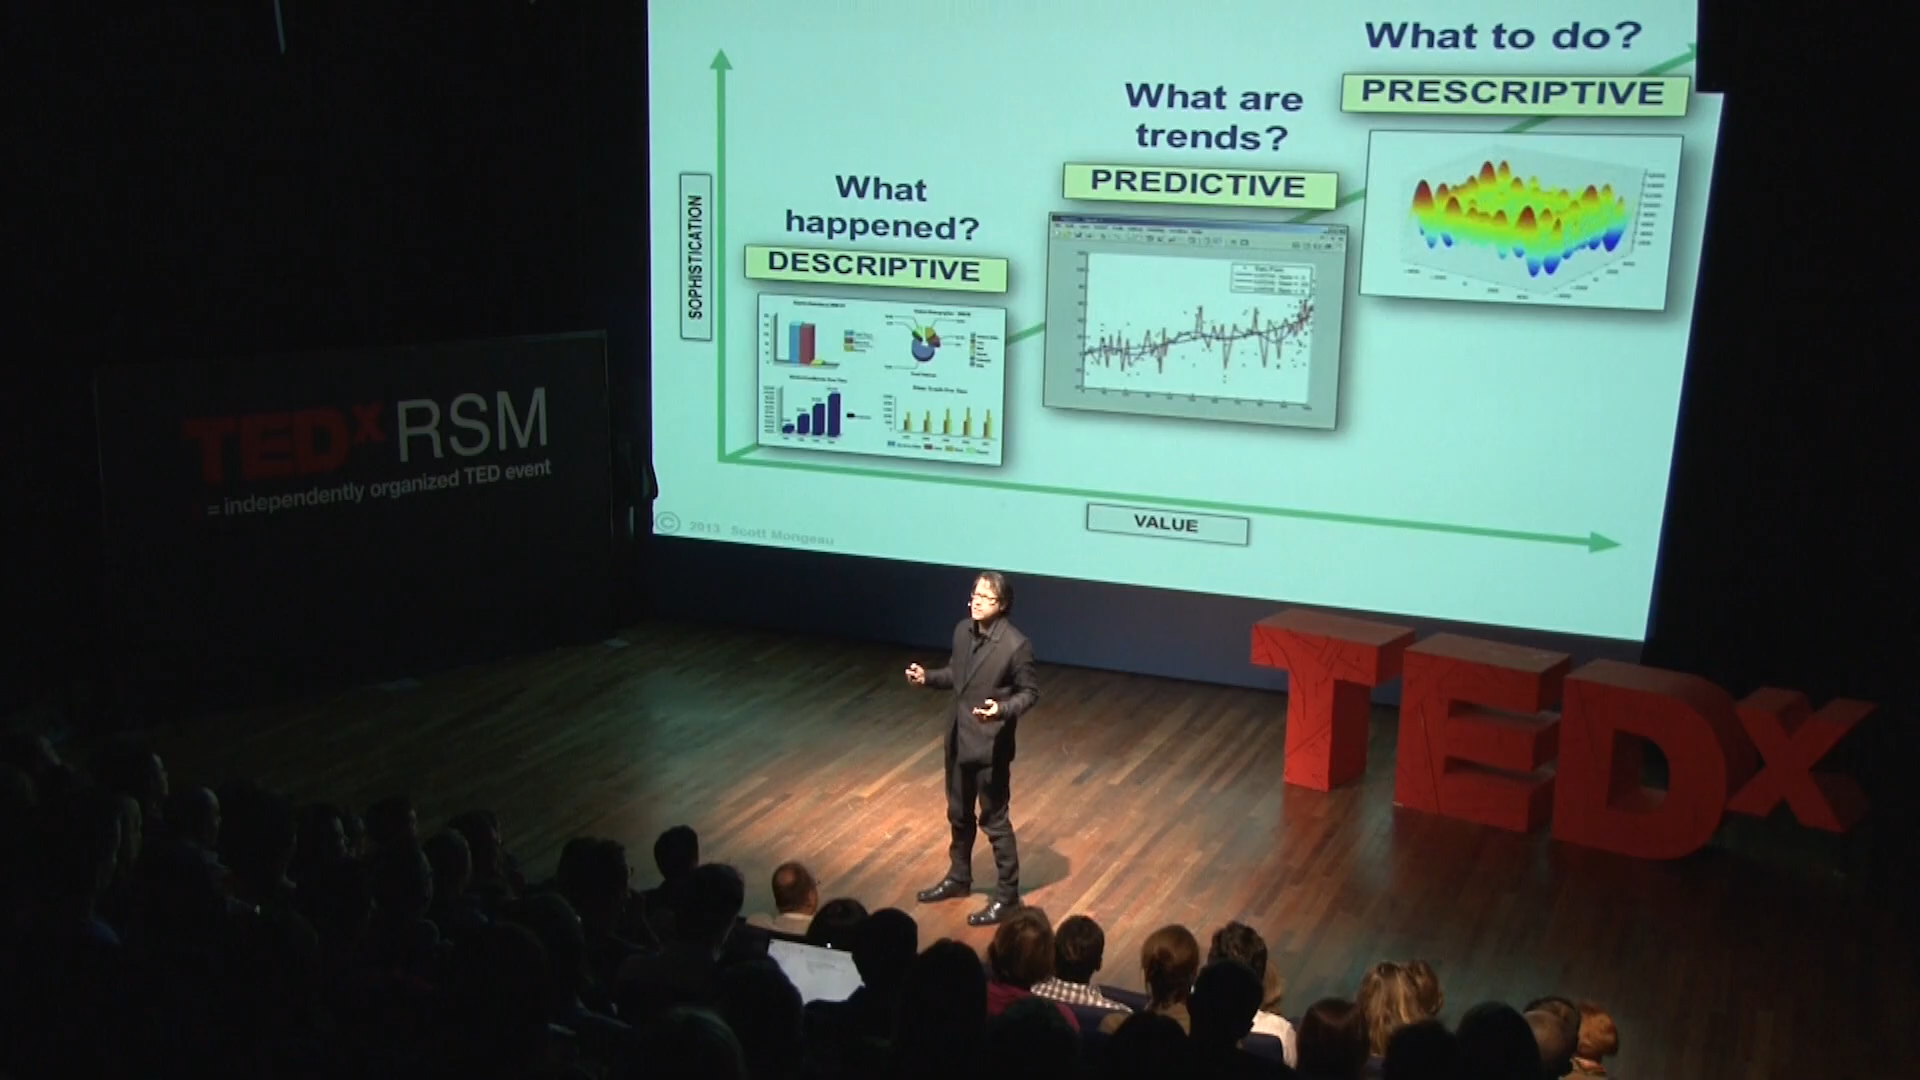 What to do?
PRESCRIPTIVE
What are
trends?
PREDICTIVE
What
happened?
DESCRIPTIVE
SOPHISTICATION
VALUE
© 2013 Scott Mongeau
TEDx RSM
= independently organized TED event
TEDx